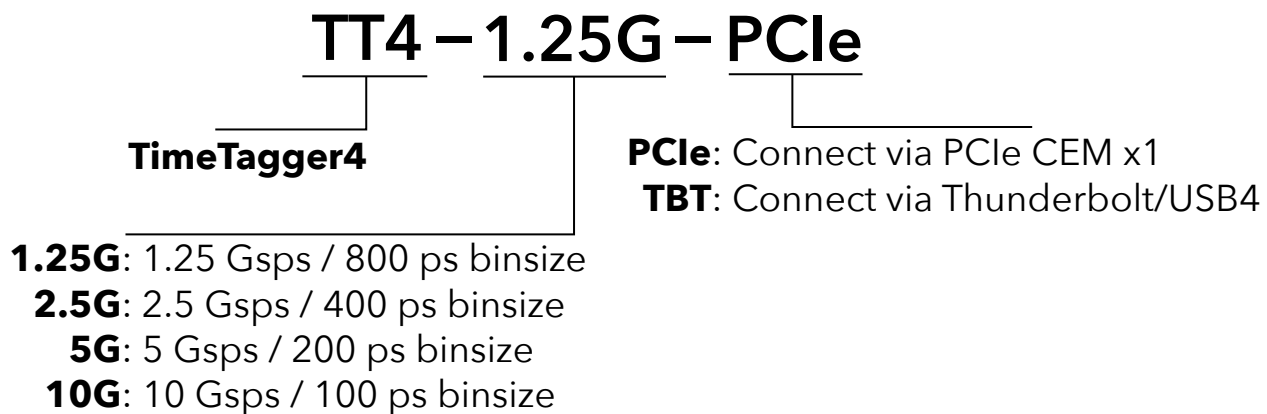 TT4–1.25G–PCIe
TimeTagger4
PCIe: Connect via PCIe CEM x1
TBT: Connect via Thunderbolt/USB4
1.25G: 1.25 Gsps / 800 ps binsize
2.5G: 2.5 Gsps / 400 ps binsize
5G: 5 Gsps / 200 ps binsize
10G: 10 Gsps / 100 ps binsize